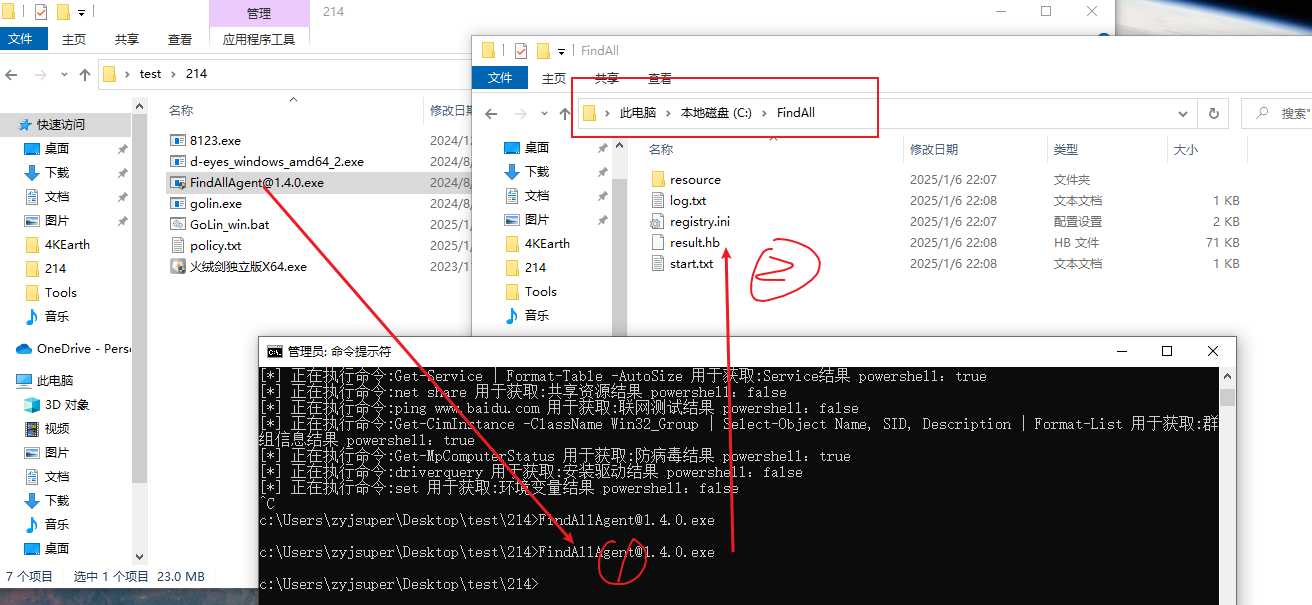 管理
214
文件
主页
共享
查看
应用程序工具
test
214
快速访问
桌面
下载
文档
图片
4KEarth
214
Tools
音乐
OneDrive - Pers
此电脑
3D 对象
视频
图片
文档
下载
音乐
桌面
名称
修改日期
8123.exe
2024/1
d-eyes_windows_amd64_2.exe
2024/8/
FindAllAgent@1.4.0.exe
2024/8/
golin.exe
2024/8/
GoLin_win.bat
2025/1/
policy.txt
2025/1/
火绒剑独立版X64.exe
2023/1
7 个项目
选中 1 个项目 23.0 MB
FindAll
文件
主页
共享
查看
此电脑
本地磁盘 (C:)
FindAll
搜索"
桌面
下载
文档
图片
4KEarth
214
Tools
音乐
名称
修改日期
类型
大小
resource
2025/1/6 22:07
文件夹
log.txt
2025/1/6 22:08
文本文档
1 KB
registry.ini
2025/1/6 22:07
配置设置
2 KB
result.hb
2025/1/6 22:08
HB 文件
71 KB
start.txt
2025/1/6 22:08
文本文档
1 KB
管理员: 命令提示符
[*] 正在执行命令:Get-Service | Format-Table -AutoSize 用于获取:Service结果 powershell：true
[*] 正在执行命令:net share 用于获取:共享资源结果 powershell：false
[*] 正在执行命令:ping www.baidu.com 用于获取:联网测试结果 powershell：false
[*] 正在执行命令:Get-CimInstance -ClassName Win32_Group | Select-Object Name, SID, Description | Format-List 用于获取:群
组信息结果 powershell：true
[*] 正在执行命令:Get-MpComputerStatus 用于获取:防病毒结果 powershell：true
[*] 正在执行命令:driverquery 用于获取:安装驱动结果 powershell：false
[*] 正在执行命令:set 用于获取:环境变量结果 powershell：false
^C
c:\Users\zyjsuper\Desktop\test\214>FindAllAgent@1.4.0.exe
c:\Users\zyjsuper\Desktop\test\214>FindAllAgent@1.4.0.exe
c:\Users\zyjsuper\Desktop\test\214>
1
2